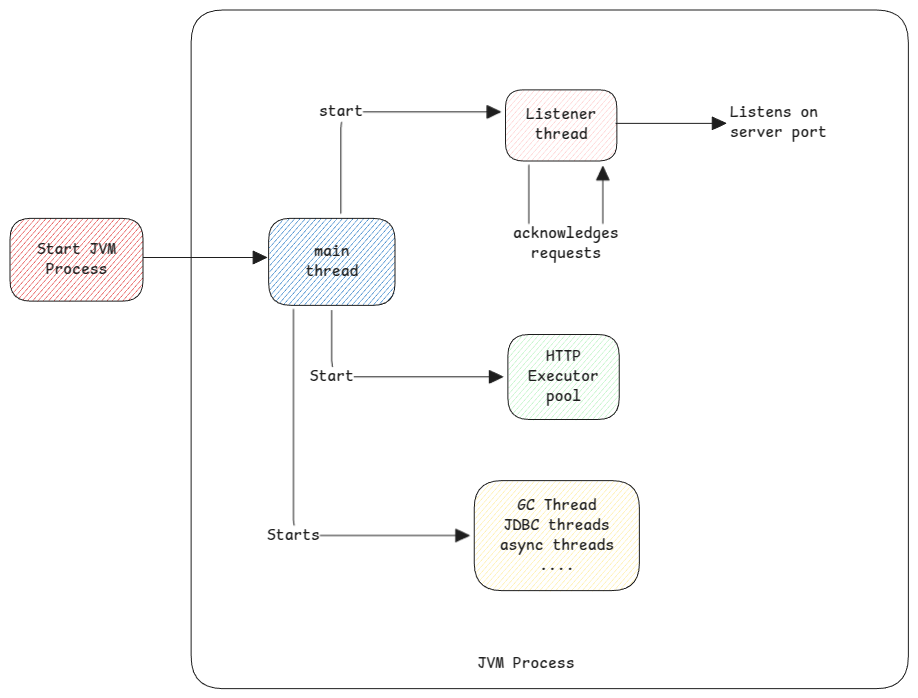 start
Listener
thread
Listens on
server port
Start JVM
Process
main
thread
acknowledges
requests
Start
HTTP
Executor
pool
Starts
GC Thread
JDBC threads
async threads
....
JVM Process